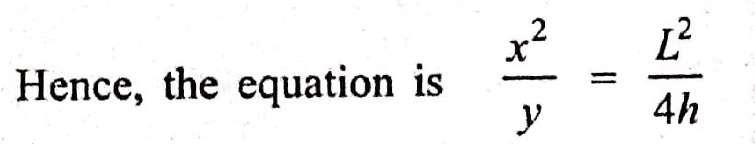 Hence, the equation is x²/y = L²/4h